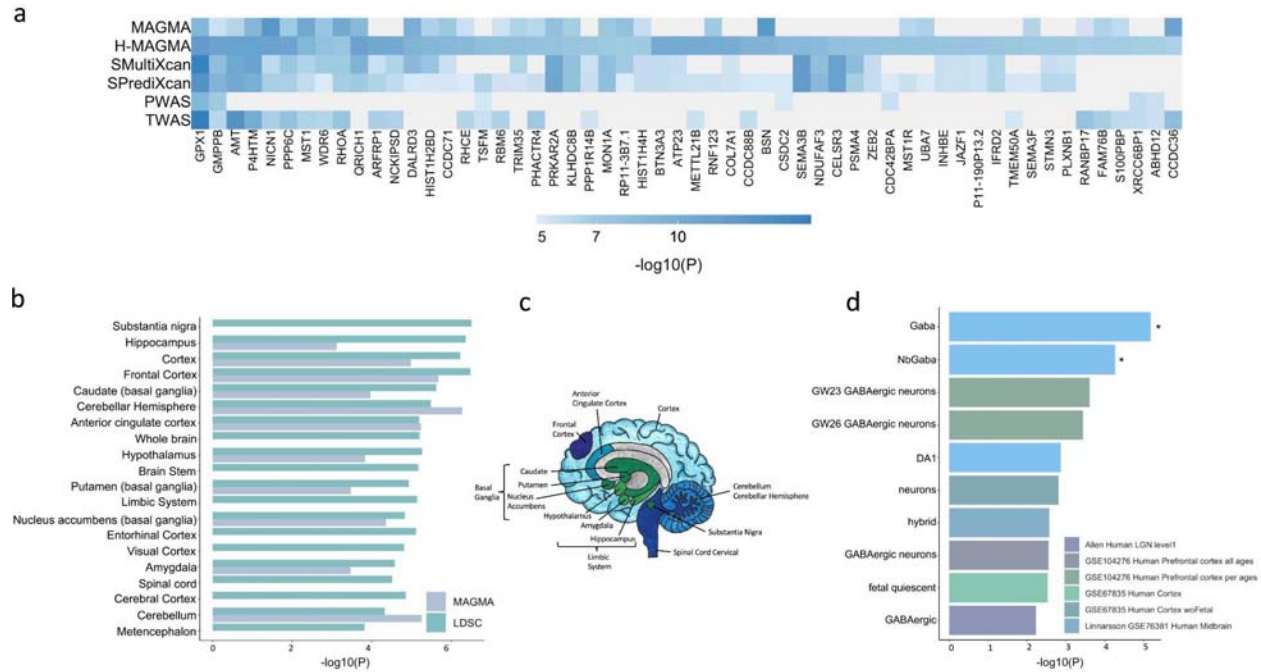 a
MAGMA
H-MAGMA
SMultiXcan
SPrediXcan
PWAS
TWAS
GPX1
GMPPB
AMT
P4HTM
NICN1
PPP6C
MST1
WDR6
RHOA
QRICH1
ARFRP1
NCKIPSD
DALRD3
HIST1H2BD
CCDC71
RHCE
TSFM
RBM6
TRIM35
PHACTR4
PRKAR2A
KLHDC8B
PPP1R14B
MON1A
RP11-3B7.1
HIST1H4H
BTN3A3
ATP23
METTL21B
RNF123
COL7A1
CCDC88B
BSN
CSDC2
SEMA3B
NDUFAF3
CELSR3
PSMA4
ZEB2
CDC42BPA
MST1R
UBA7
INHBE
JAZF1
P11-190P13.2
IFRD2
TMEM50A
SEMA3F
STMN3
PLXNB1
RANBP17
FAM76B
S100PBP
XRCC6BP1
ABHD12
CCDC36
5 7 10
-log10(P)
b
Substantia nigra
Hippocampus
Cortex
Frontal Cortex
Caudate (basal ganglia)
Cerebellar Hemisphere
Anterior cingulate cortex
Whole brain
Hypothalamus
Brain Stem
Putamen (basal ganglia)
Limbic System
Nucleus accumbens (basal ganglia)
Entorhinal Cortex
Visual Cortex
Amygdala
Spinal cord
Cerebral Cortex
Cerebellum
Metencephalon
MAGMA
LDSC
0 2 4 6
-log10(P)
c
Anterior
Cingulate Cortex
Cortex
Frontal
Cortex
Caudate
Putamen
Basal
Ganglia
Nucleus
Accumbens
Hypothalamus
Amygdala
Hippocampus
Limbic
System
Cerebellum
Cerebellar Hemisphere
Substantia Nigra
Spinal Cord Cervical
d
Gaba
*
NbGaba
*
GW23 GABAergic neurons
GW26 GABAergic neurons
DA1
neurons
hybrid
GABAergic neurons
fetal quiescent
GABAergic
Allen Human LGN level1
GSE104276 Human Prefrontal cortex all ages
GSE104276 Human Prefrontal cortex per ages
GSE67835 Human Cortex
GSE67835 Human Cortex woFetal
Linnarsson GSE76381 Human Midbrain
0 1 2 3 4 5
-log10(P)